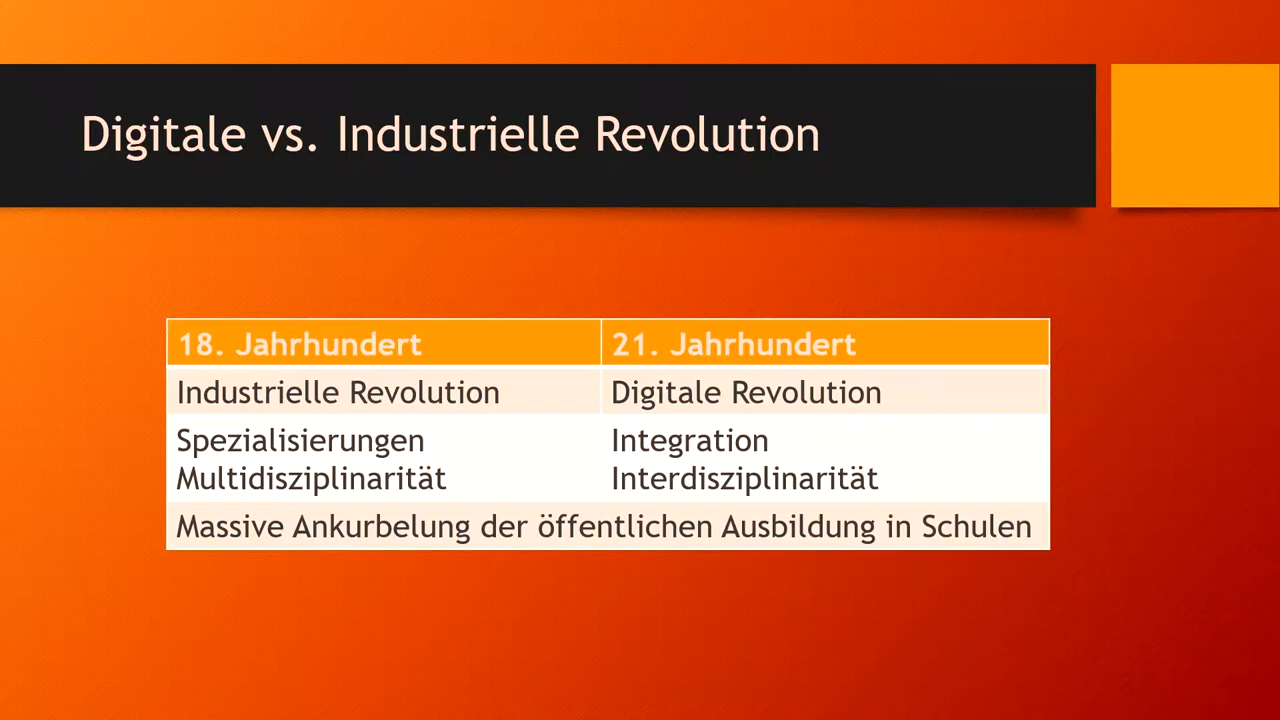 Digitale vs. Industrielle Revolution
18. Jahrhundert
21. Jahrhundert
Industrielle Revolution
Digitale Revolution
Spezialisierungen
Multidisziplinarität
Integration
Interdisziplinarität
Massive Ankurbelung der öffentlichen Ausbildung in Schulen